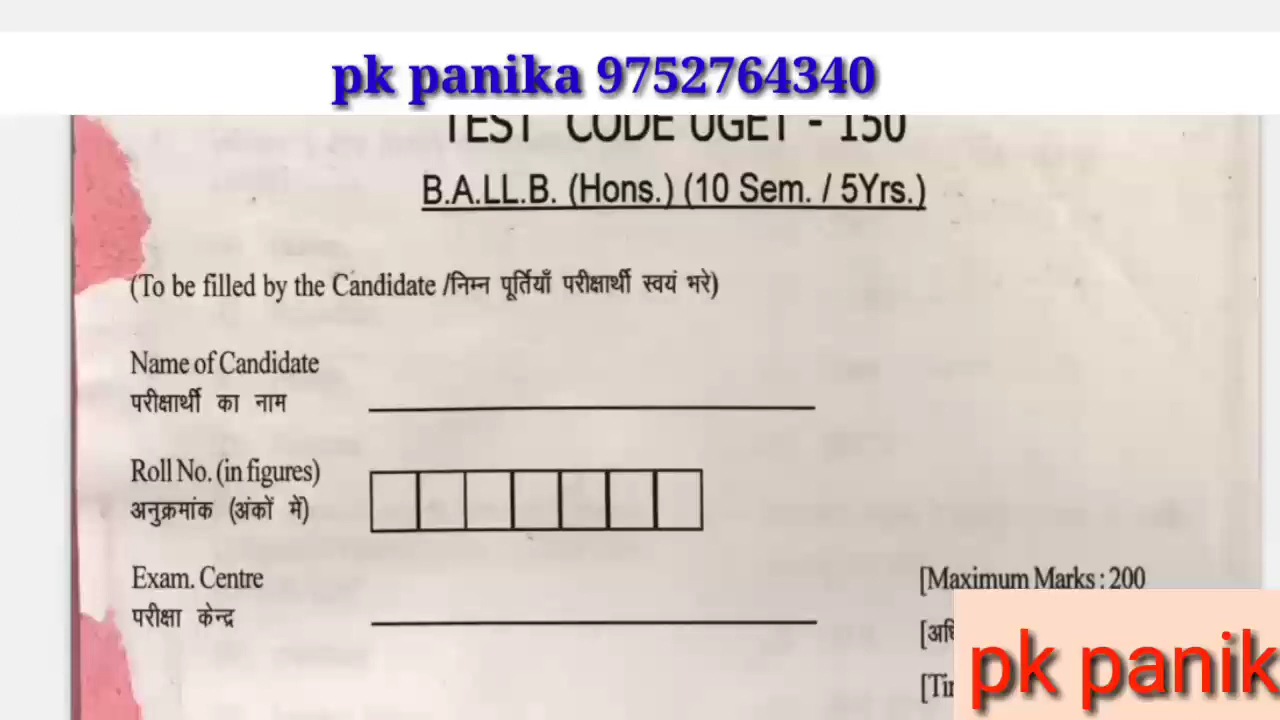 pk panika 9752764340
TEST CODE UGET - 150
B.A.LL.B. (Hons.) (10 Sem. / 5Yrs.)
(To be filled by the Candidate /निम्न पूर्तियाँ परीक्षार्थी स्वयं भरे)
Name of Candidate
परीक्षार्थी का नाम
Roll No. (in figures)
अनुक्रमांक (अंकों में)
Exam. Centre
परीक्षा केन्द्र
[Maximum Marks : 200
pk panik